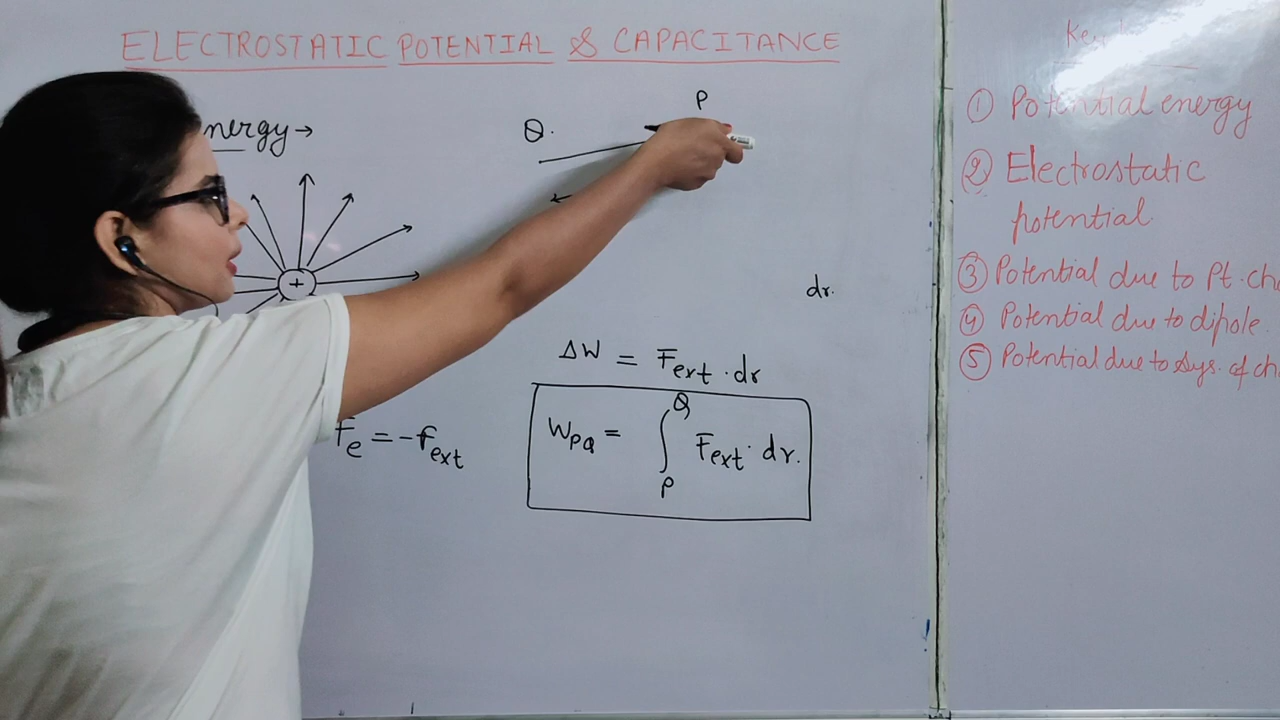 ELECTROSTATIC POTENTIAL & CAPACITANCE
nergy→
Q.
P
+
dr.
ΔW = Fext . dr
WPQ = ∫ Q P Fext . dr.
Fe = -fext
① Potential energy
② Electrostatic
potential
③ Potential due to Pt. ch
④ Potential due to dipole.
⑤ Potential due to sys. of ch